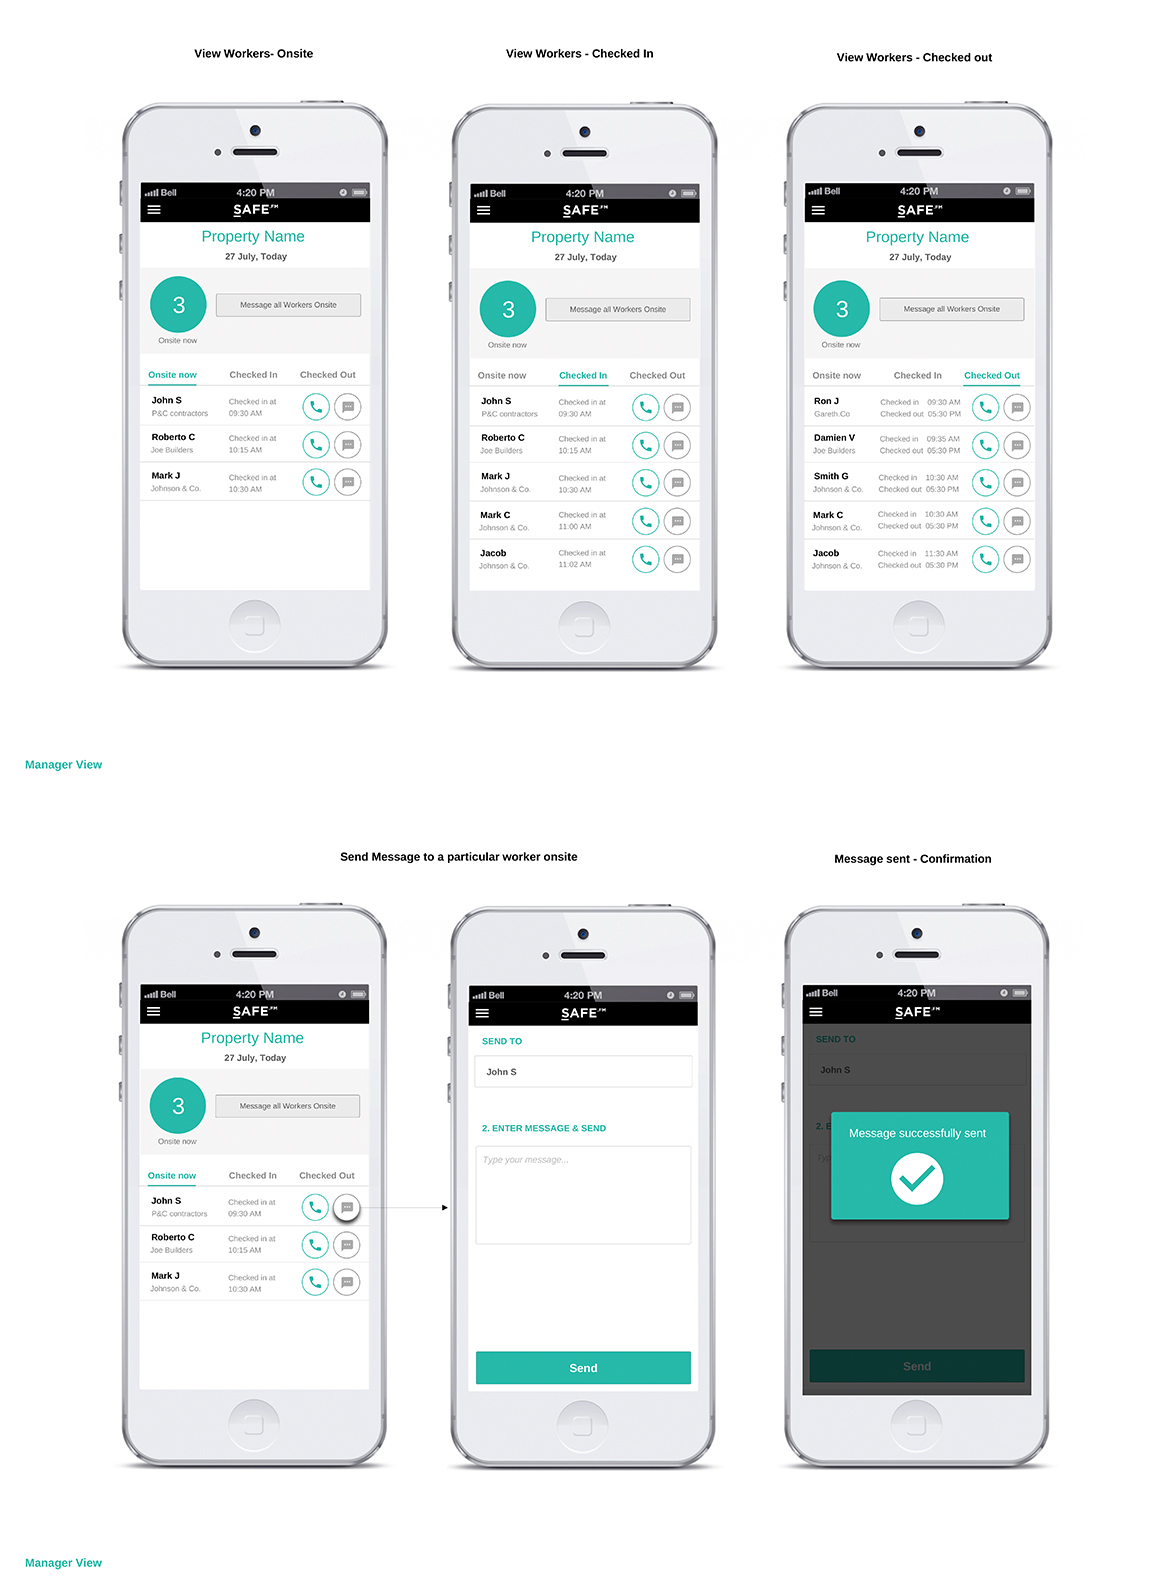 View Workers- Onsite
View Workers - Checked In
View Workers - Checked out
Bell 4:20 PM
SAFE FM
Property Name
27 July, Today
3
Message all Workers Onsite
Onsite now
Onsite now Checked In Checked Out
John S
P&C contractors
Checked in at
09:30 AM
Roberto C
Joe Builders
Checked in at
10:15 AM
Mark J
Johnson & Co.
Checked in at
10:30 AM
Bell 4:20 PM
SAFE FM
Property Name
27 July, Today
3
Message all Workers Onsite
Onsite now
Onsite now Checked In Checked Out
John S
P&C contractors
Checked in at
09:30 AM
Roberto C
Joe Builders
Checked in at
10:15 AM
Mark J
Johnson & Co.
Checked in at
10:30 AM
Mark C
Johnson & Co.
Checked in at
11:00 AM
Jacob
Johnson & Co.
Checked in at
11:02 AM
Bell 4:20 PM
SAFE FM
Property Name
27 July, Today
3
Message all Workers Onsite
Onsite now
Onsite now Checked In Checked Out
Ron J
Gareth.Co
Checked in 09:30 AM
Checked out 05:30 PM
Damien V
Joe Builders
Checked in 09:35 AM
Checked out 05:30 PM
Smith G
Johnson & Co.
Checked in 10:30 AM
Checked out 05:30 PM
Mark C
Johnson & Co.
Checked in 10:30 AM
Checked out 05:30 PM
Jacob
Johnson & Co.
Checked in 11:30 AM
Checked out 05:30 PM
Manager View
Send Message to a particular worker onsite
Message sent - Confirmation
Bell 4:20 PM
SAFE FM
Property Name
27 July, Today
3
Message all Workers Onsite
Onsite now
Onsite now Checked In Checked Out
John S
P&C contractors
Checked in at
09:30 AM
Roberto C
Joe Builders
Checked in at
10:15 AM
Mark J
Johnson & Co.
Checked in at
10:30 AM
Bell 4:20 PM
SAFE FM
SEND TO
John S
2. ENTER MESSAGE & SEND
Type your message...
Send
Bell 4:20 PM
SAFE FM
SEND TO
John S
2. E
Typ
Message successfully sent
Send
Manager View